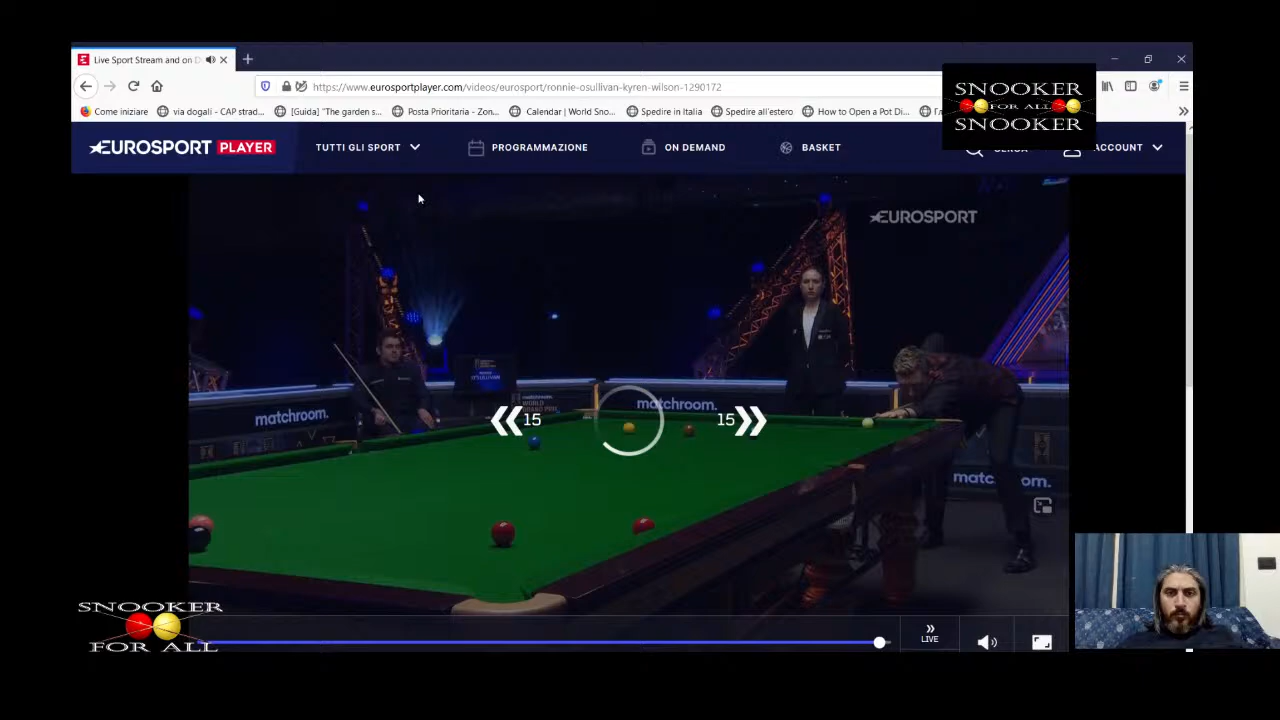 Live Sport Stream and on D
https://www.eurosportplayer.com/videos/eurosport/ronnie-osullivan-kyren-wilson-1290172
Come iniziare
via dogali - CAP strad...
[Guida] "The garden s...
Posta Prioritaria - Zon...
Calendar | World Sno...
Spedire in Italia
Spedire all'estero
How to Open a Pot Di...
SNOOKER
FOR ALL
SNOOKER
EUROSPORT PLAYER
TUTTI GLI SPORT
PROGRAMMAZIONE
ON DEMAND
BASKET
ACCOUNT
EUROSPORT
matchroom.
matchroom.
15
15
matc
om.
SNOOKER
FOR ALL
LIVE